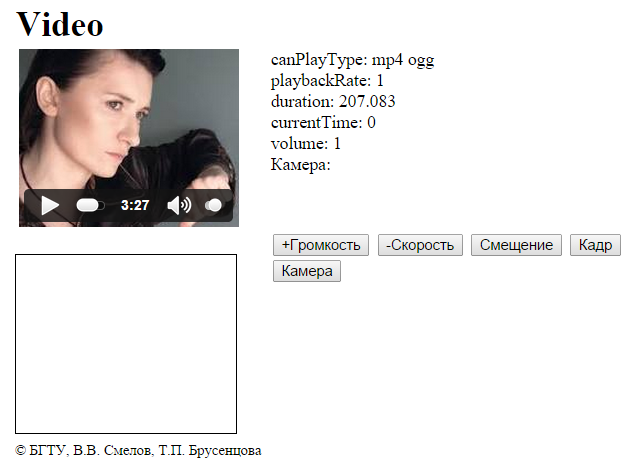 Video
canPlayType: mp4 ogg
playbackRate: 1
duration: 207.083
currentTime: 0
volume: 1
Камера:
3:27
+Громкость -Скорость Смещение Кадр
Камера
© БГТУ, В.В. Смелов, Т.П. Брусенцова